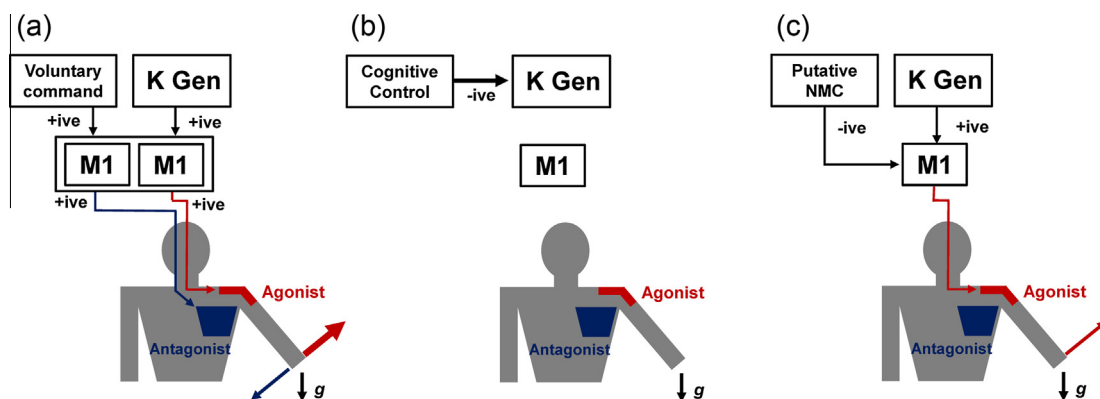 (a)
Voluntary
command
K Gen
+ive
+ive
M1
M1
+ive
+ive
Agonist
Antagonist
g
(b)
Cognitive
Control
-ive
K Gen
M1
Agonist
Antagonist
g
(c)
Putative
NMC
K Gen
-ive
+ive
M1
Agonist
Antagonist
g